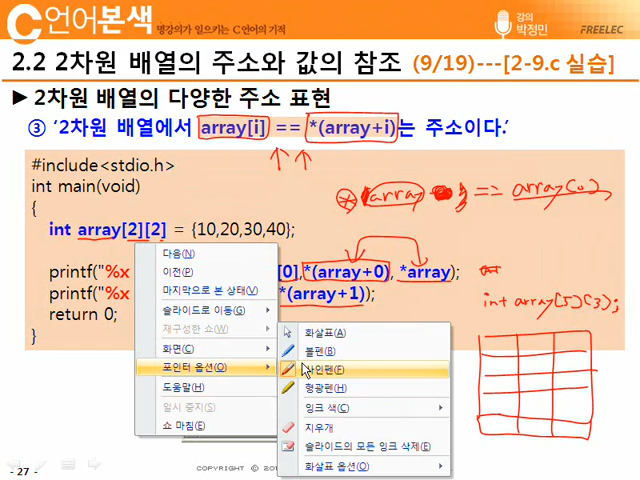 C언어본색 명강의가 일으키는 C 언어의 기적
강의 박정민 FREELEC
2.2 2차원 배열의 주소와 값의 참조 (9/19)---[2-9.c 실습]
▶ 2차원 배열의 다양한 주소 표현
③ ‘2차원 배열에서 array[i] == *(array+i)는 주소이다.’
#include<stdio.h>
int main(void)
{
int array[2][2] = {10,20,30,40};
printf("%x [0],*(array+0), *array);
printf("%x *(array+1));
return 0;
}
array == array[0]
int array[5][3];
다음(N)
이전(P)
마지막으로 본 상태(V)
슬라이드로 이동(G)
재구성한 쇼(W)
화면(C)
포인터 옵션(O)
도움말(H)
일시 중지(S)
쇼 마침(E)
화살표(A)
볼펜(B)
사인펜(F)
형광펜(H)
잉크 색(C)
지우개
슬라이드의 모든 잉크 삭제(E)
화살표 옵션(O)
- 27 -
COPYRIGHT ⓒ 20